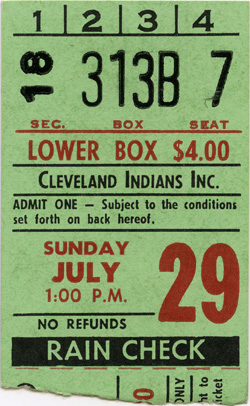 1 2 3 4
18 313B 7
SEC. BOX SEAT
LOWER BOX $4.00
CLEVELAND INDIANS INC.
ADMIT ONE — Subject to the conditions
set forth on back hereof.
SUNDAY
JULY 29
1:00 P.M.
NO REFUNDS
RAIN CHECK
ONLY